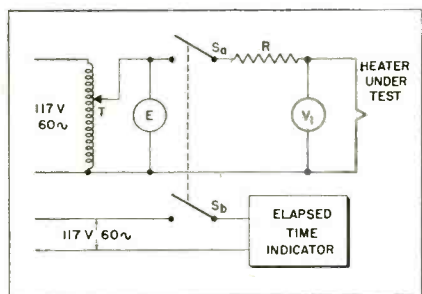 Sa
R
HEATER
UNDER
TEST
117 V
60~
T
E
V1
Sb
117 V 60~
ELAPSED
TIME
INDICATOR